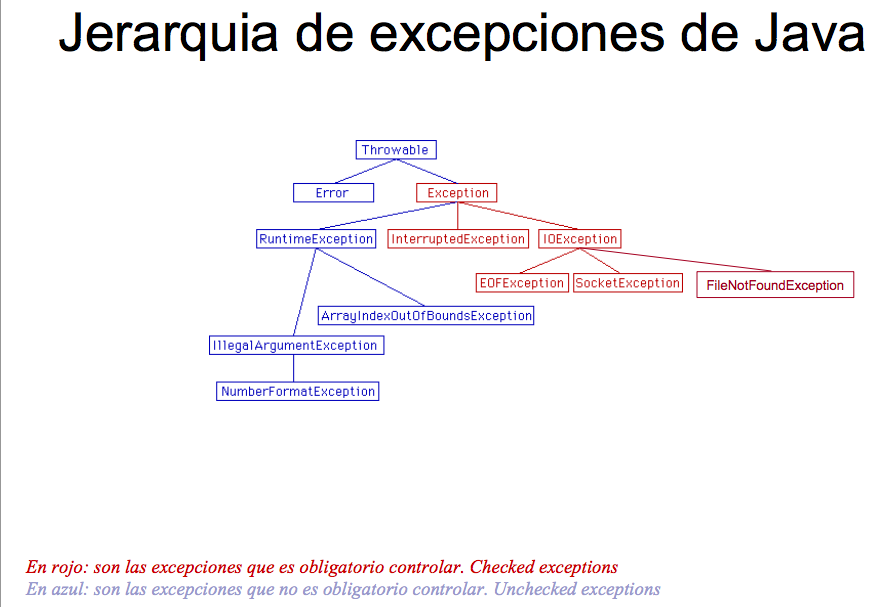 Jerarquia de excepciones de Java
Throwable
Error
Exception
RuntimeException
InterruptedException
IOException
EOFException
SocketException
FileNotFoundException
ArrayIndexOutOfBoundsException
IllegalArgumentException
NumberFormatException
En rojo: son las excepciones que es obligatorio controlar. Checked exceptions
En azul: son las excepciones que no es obligatorio controlar. Unchecked exceptions